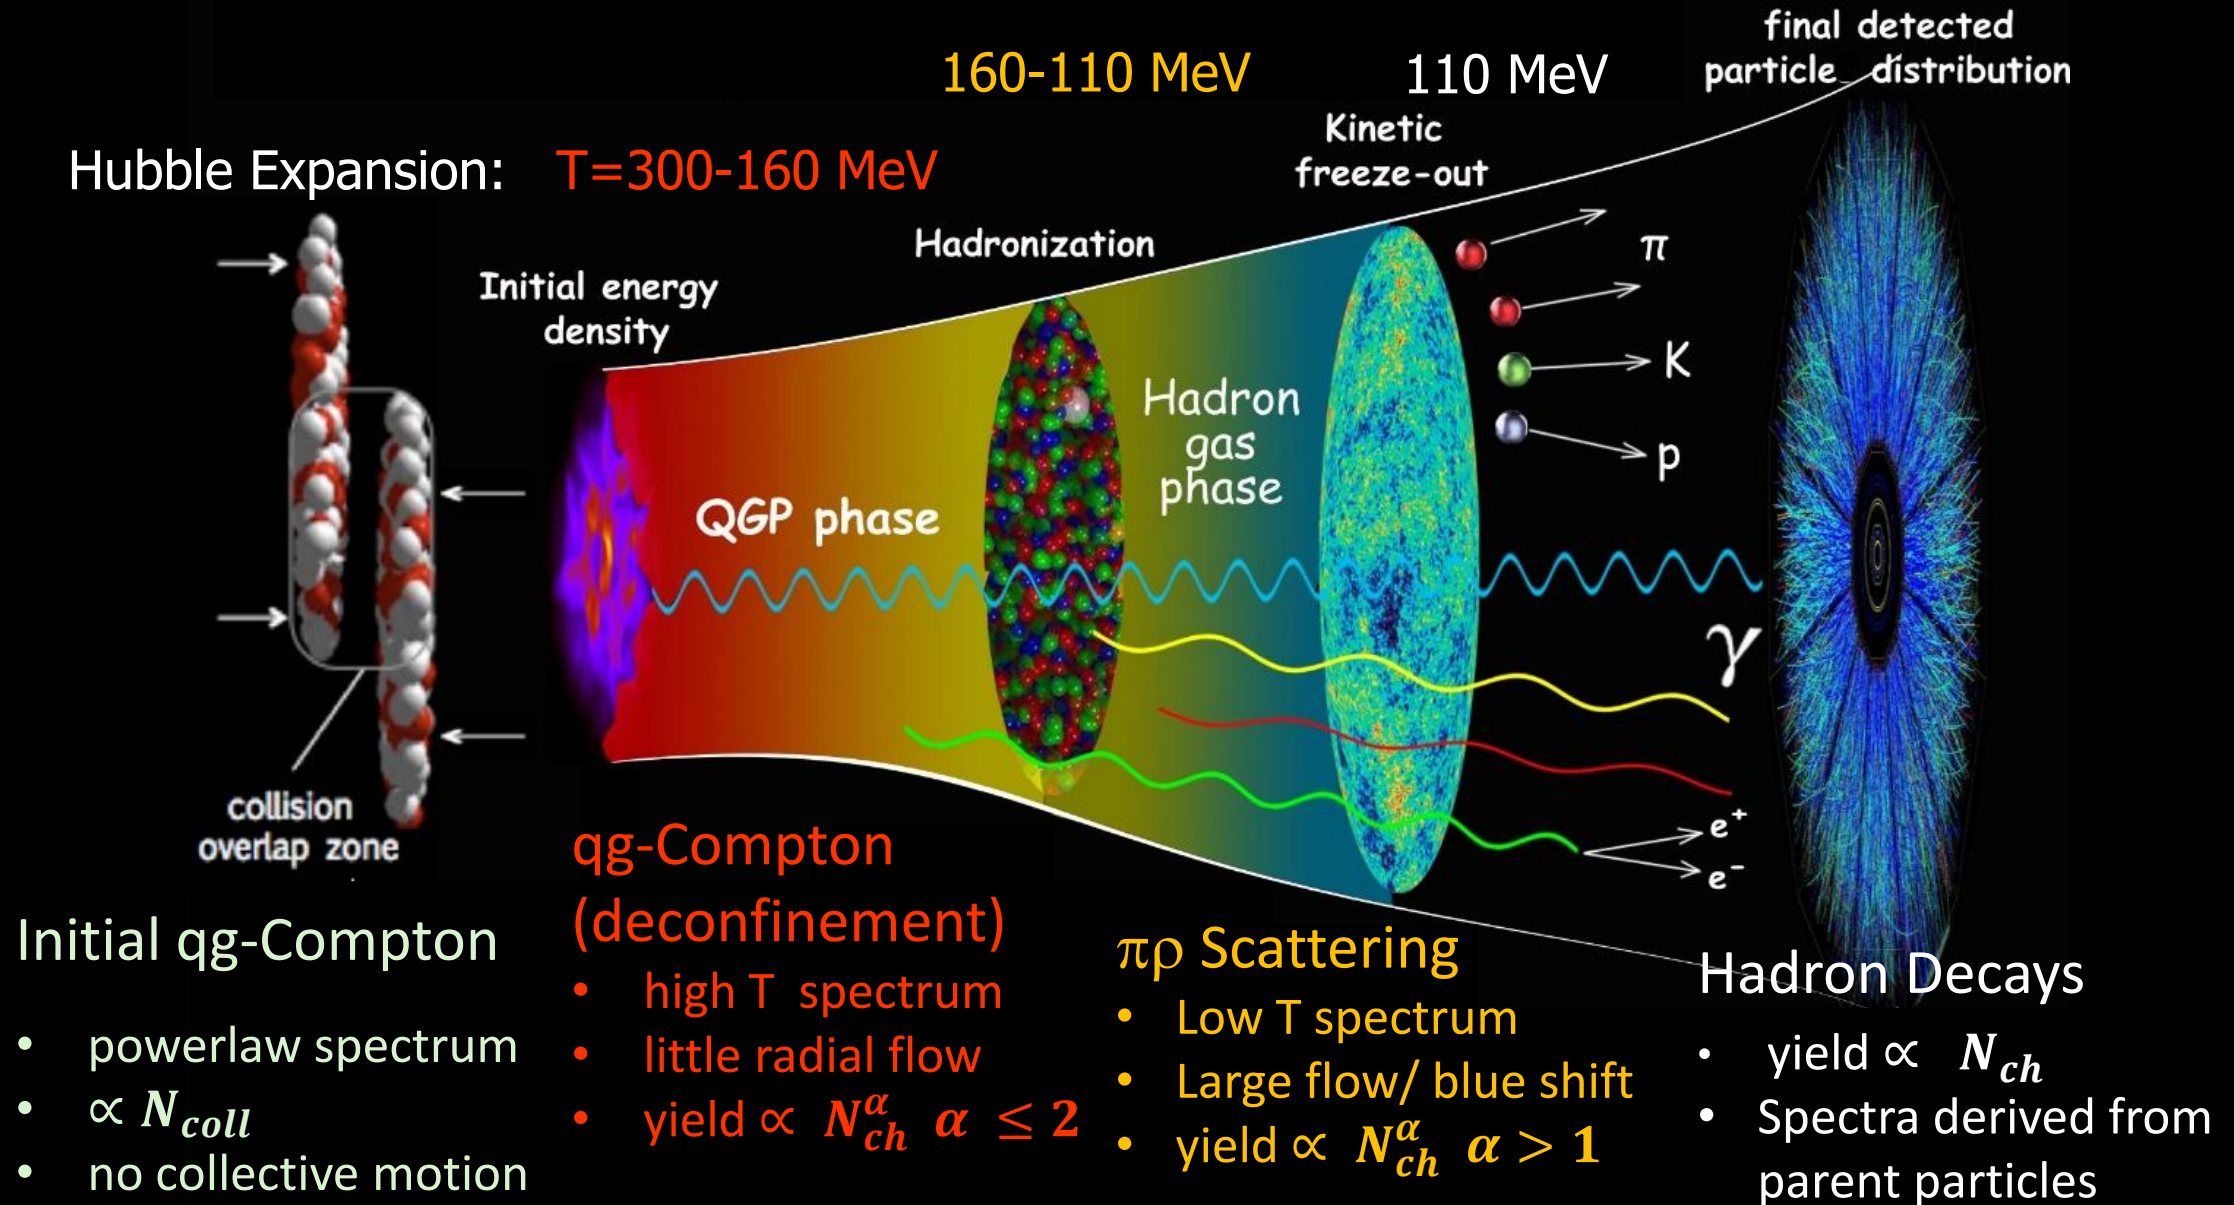 final detected
particle distribution
160-110 MeV
110 MeV
Kinetic
freeze-out
Hubble Expansion: T=300-160 MeV
Hadronization
π
Initial energy
density
K
Hadron
gas
phase
p
QGP phase
γ
collision
overlap zone
e⁺
e⁻
Initial qg-Compton
• powerlaw spectrum
• ∝ N_coll
• no collective motion
qg-Compton
(deconfinement)
• high T spectrum
• little radial flow
• yield ∝ N_ch^α α ≤ 2
πρ Scattering
• Low T spectrum
• Large flow/ blue shift
• yield ∝ N_ch^α α > 1
Hadron Decays
• yield ∝ N_ch
• Spectra derived from
parent particles